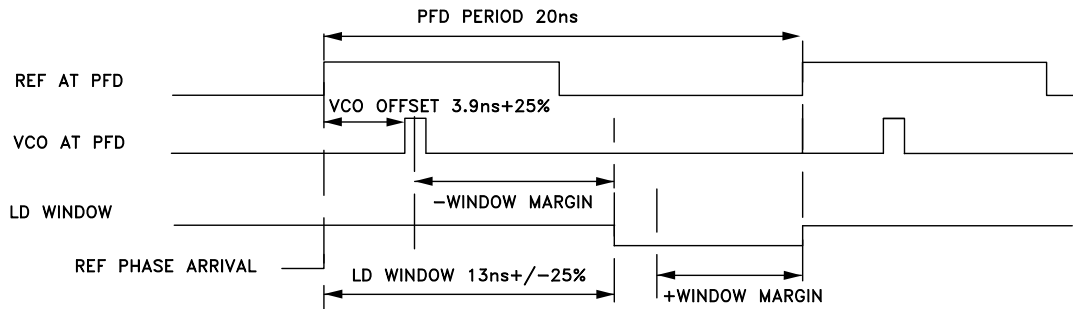 PFD PERIOD 20ns
REF AT PFD
VCO OFFSET 3.9ns+25%
VCO AT PFD
-WINDOW MARGIN
LD WINDOW
REF PHASE ARRIVAL
LD WINDOW 13ns+/-25%
+WINDOW MARGIN